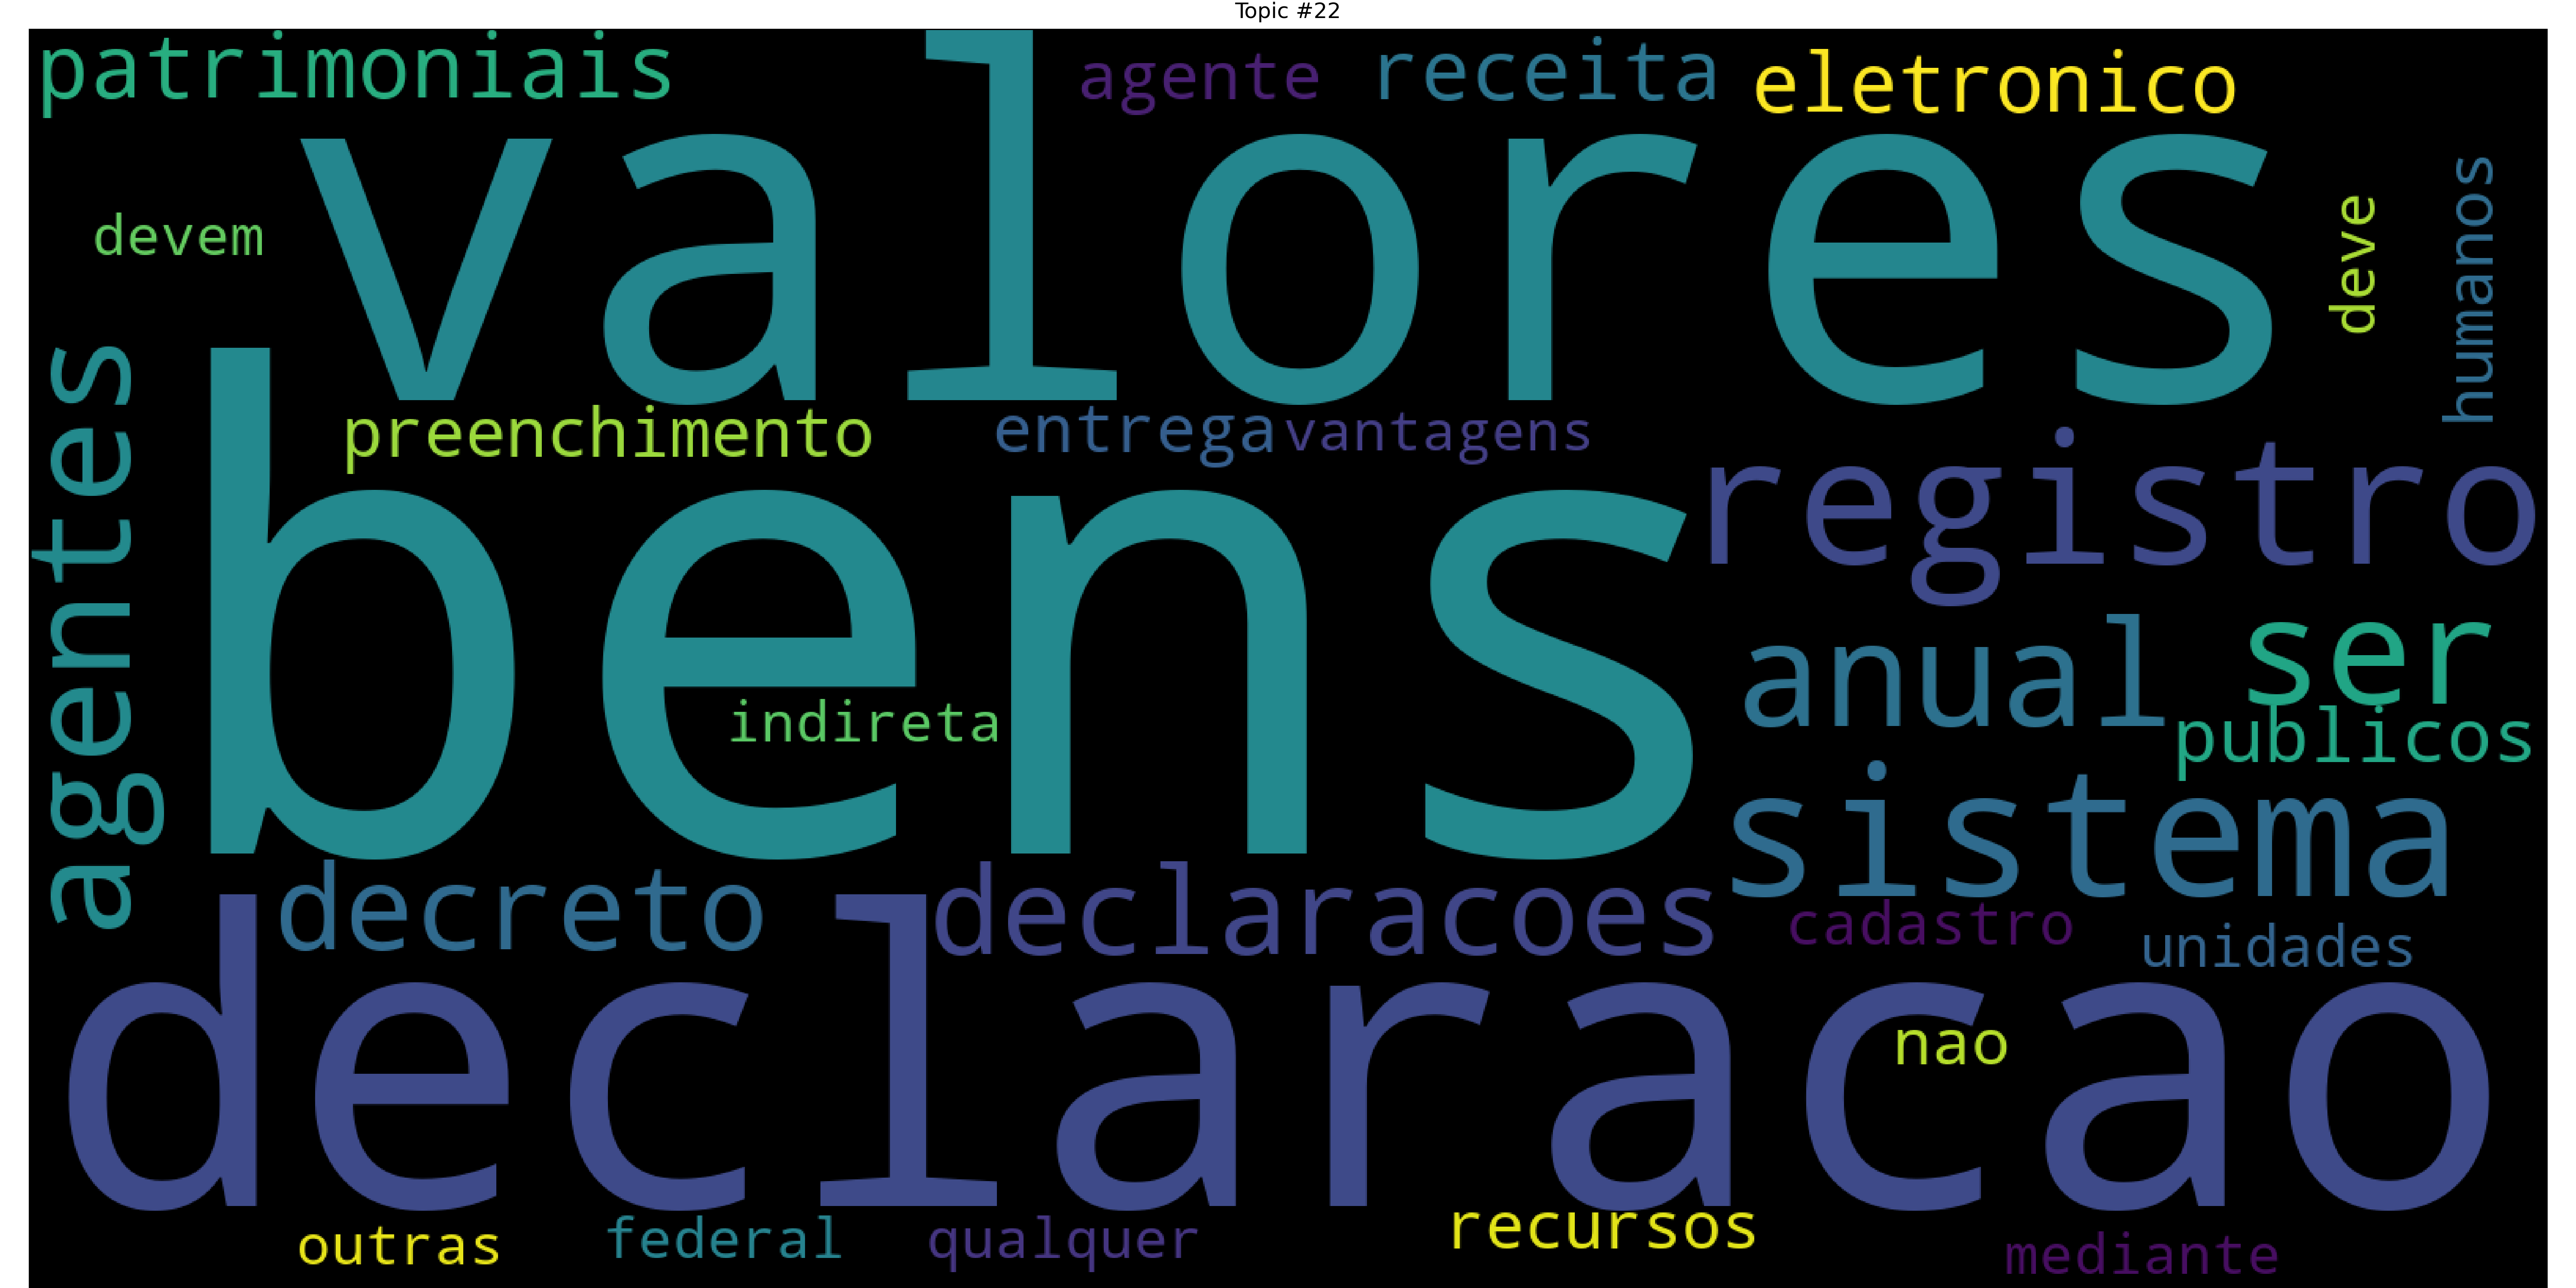 Topic #22
patrimoniais
agente
receita
eletronico
valores
devem
deve
humanos
agentes
preenchimento
entrega
vantagens
registro
bens
indireta
anual
ser
publicos
sistema
decreto
declaracoes
cadastro
unidades
declaracao
nao
outras
federal
qualquer
recursos
mediante